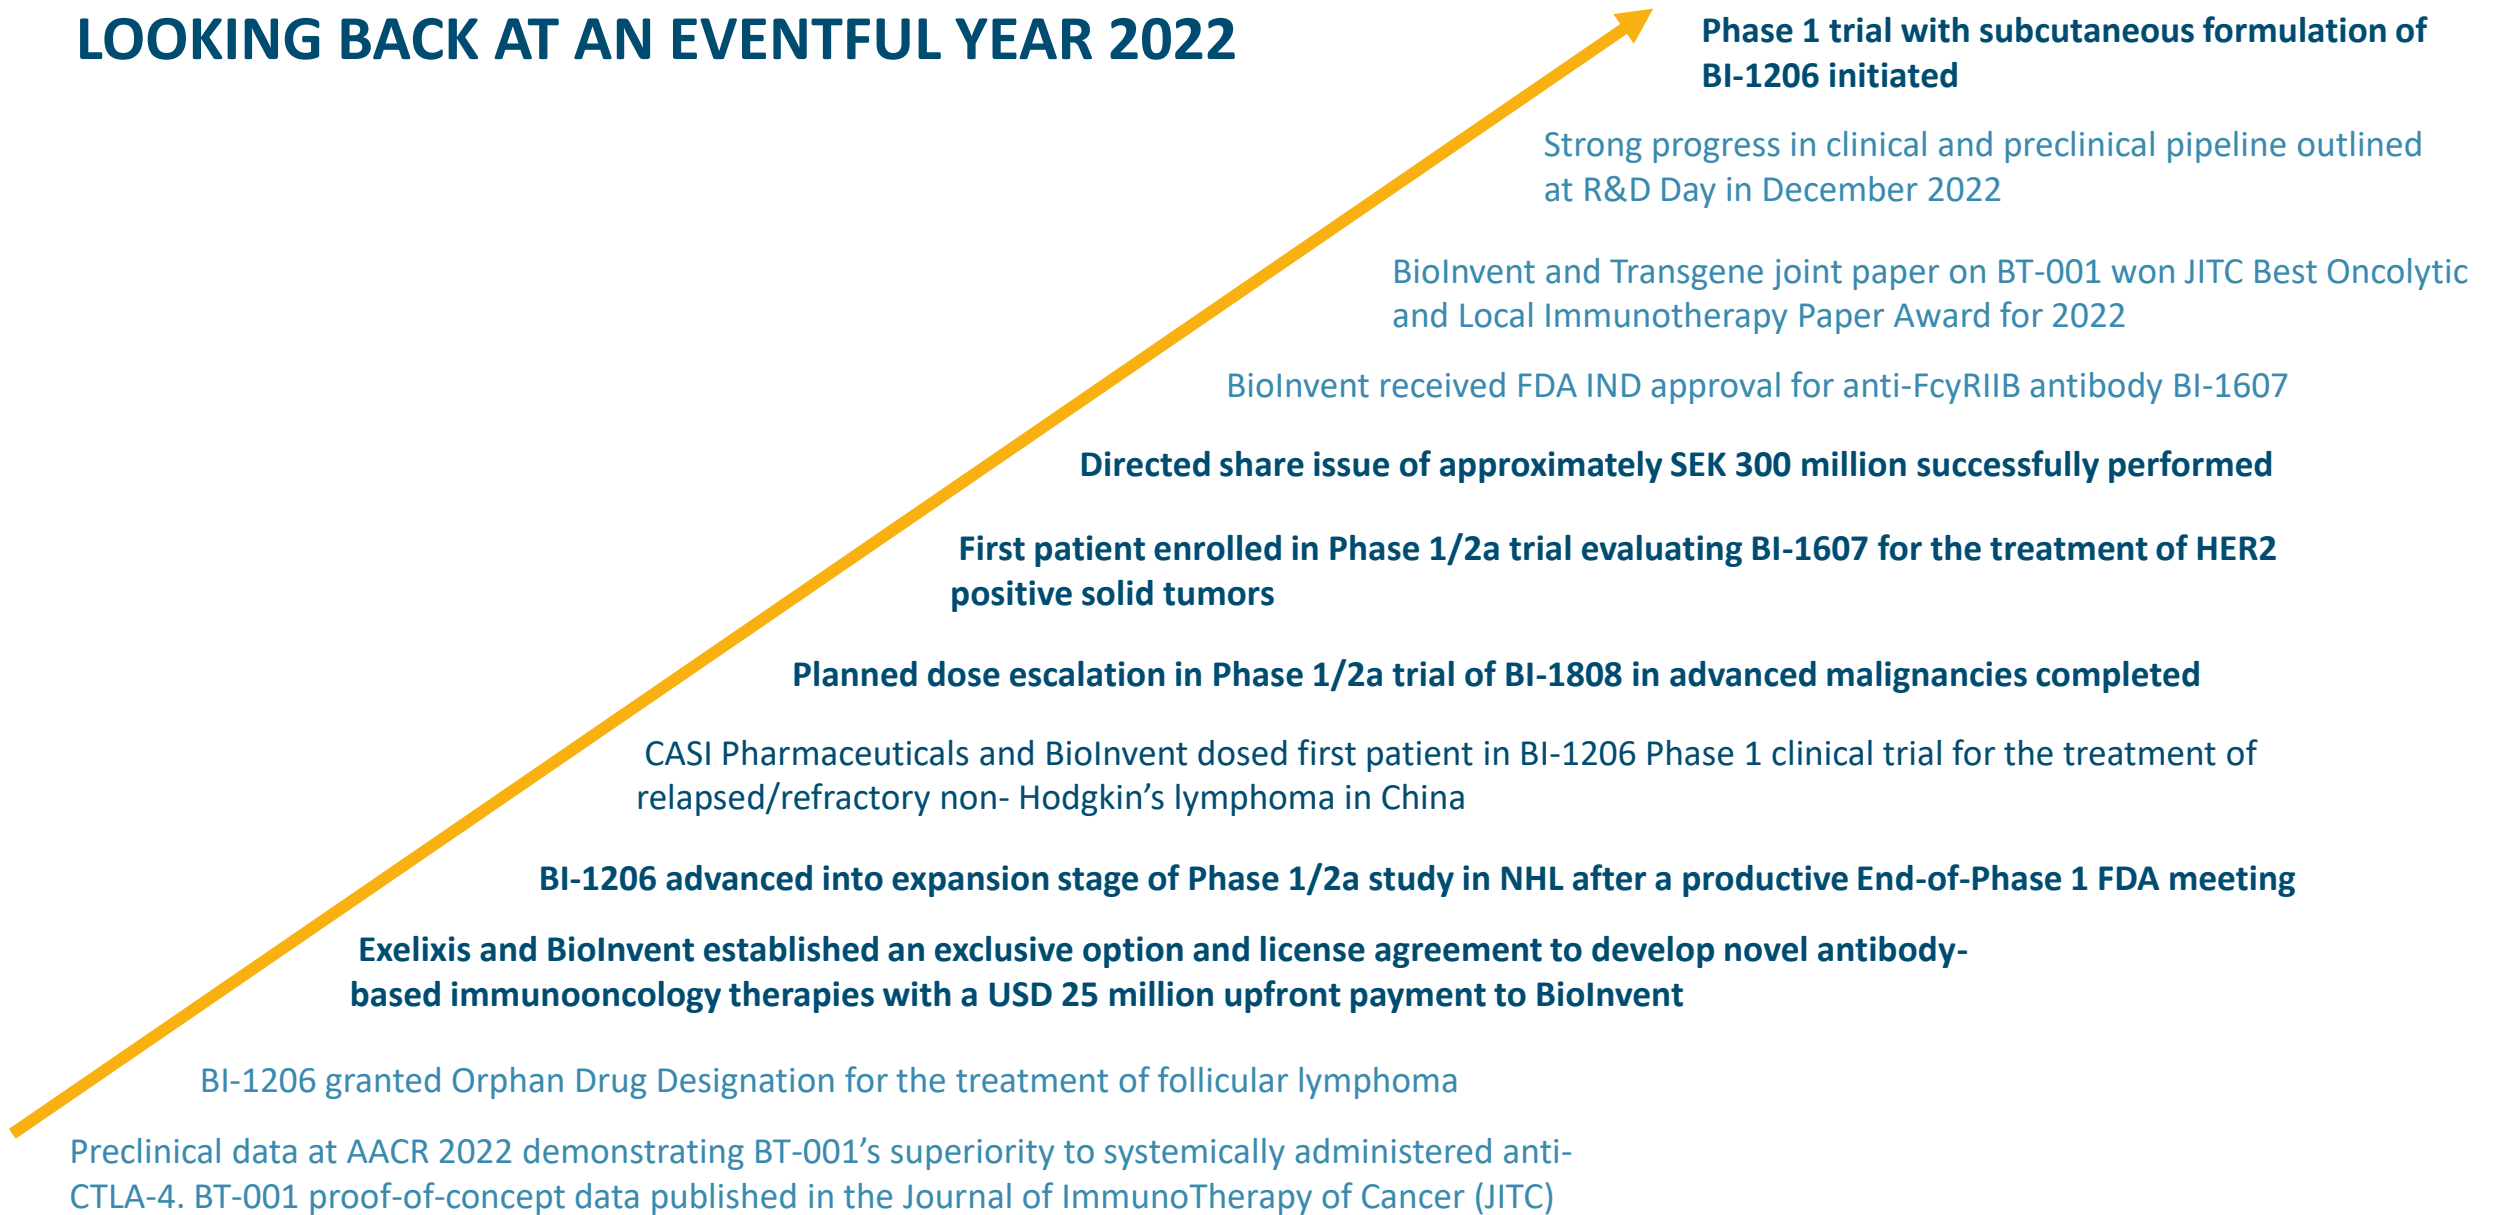 LOOKING BACK AT AN EVENTFUL YEAR 2022
Phase 1 trial with subcutaneous formulation of
BI-1206 initiated
Strong progress in clinical and preclinical pipeline outlined
at R&D Day in December 2022
BioInvent and Transgene joint paper on BT-001 won JITC Best Oncolytic
and Local Immunotherapy Paper Award for 2022
BioInvent received FDA IND approval for anti-FcyRIIB antibody BI-1607
Directed share issue of approximately SEK 300 million successfully performed
First patient enrolled in Phase 1/2a trial evaluating BI-1607 for the treatment of HER2
positive solid tumors
Planned dose escalation in Phase 1/2a trial of BI-1808 in advanced malignancies completed
CASI Pharmaceuticals and BioInvent dosed first patient in BI-1206 Phase 1 clinical trial for the treatment of
relapsed/refractory non- Hodgkin’s lymphoma in China
BI-1206 advanced into expansion stage of Phase 1/2a study in NHL after a productive End-of-Phase 1 FDA meeting
Exelixis and BioInvent established an exclusive option and license agreement to develop novel antibody-
based immunooncology therapies with a USD 25 million upfront payment to BioInvent
BI-1206 granted Orphan Drug Designation for the treatment of follicular lymphoma
Preclinical data at AACR 2022 demonstrating BT-001’s superiority to systemically administered anti-
CTLA-4. BT-001 proof-of-concept data published in the Journal of ImmunoTherapy of Cancer (JITC)